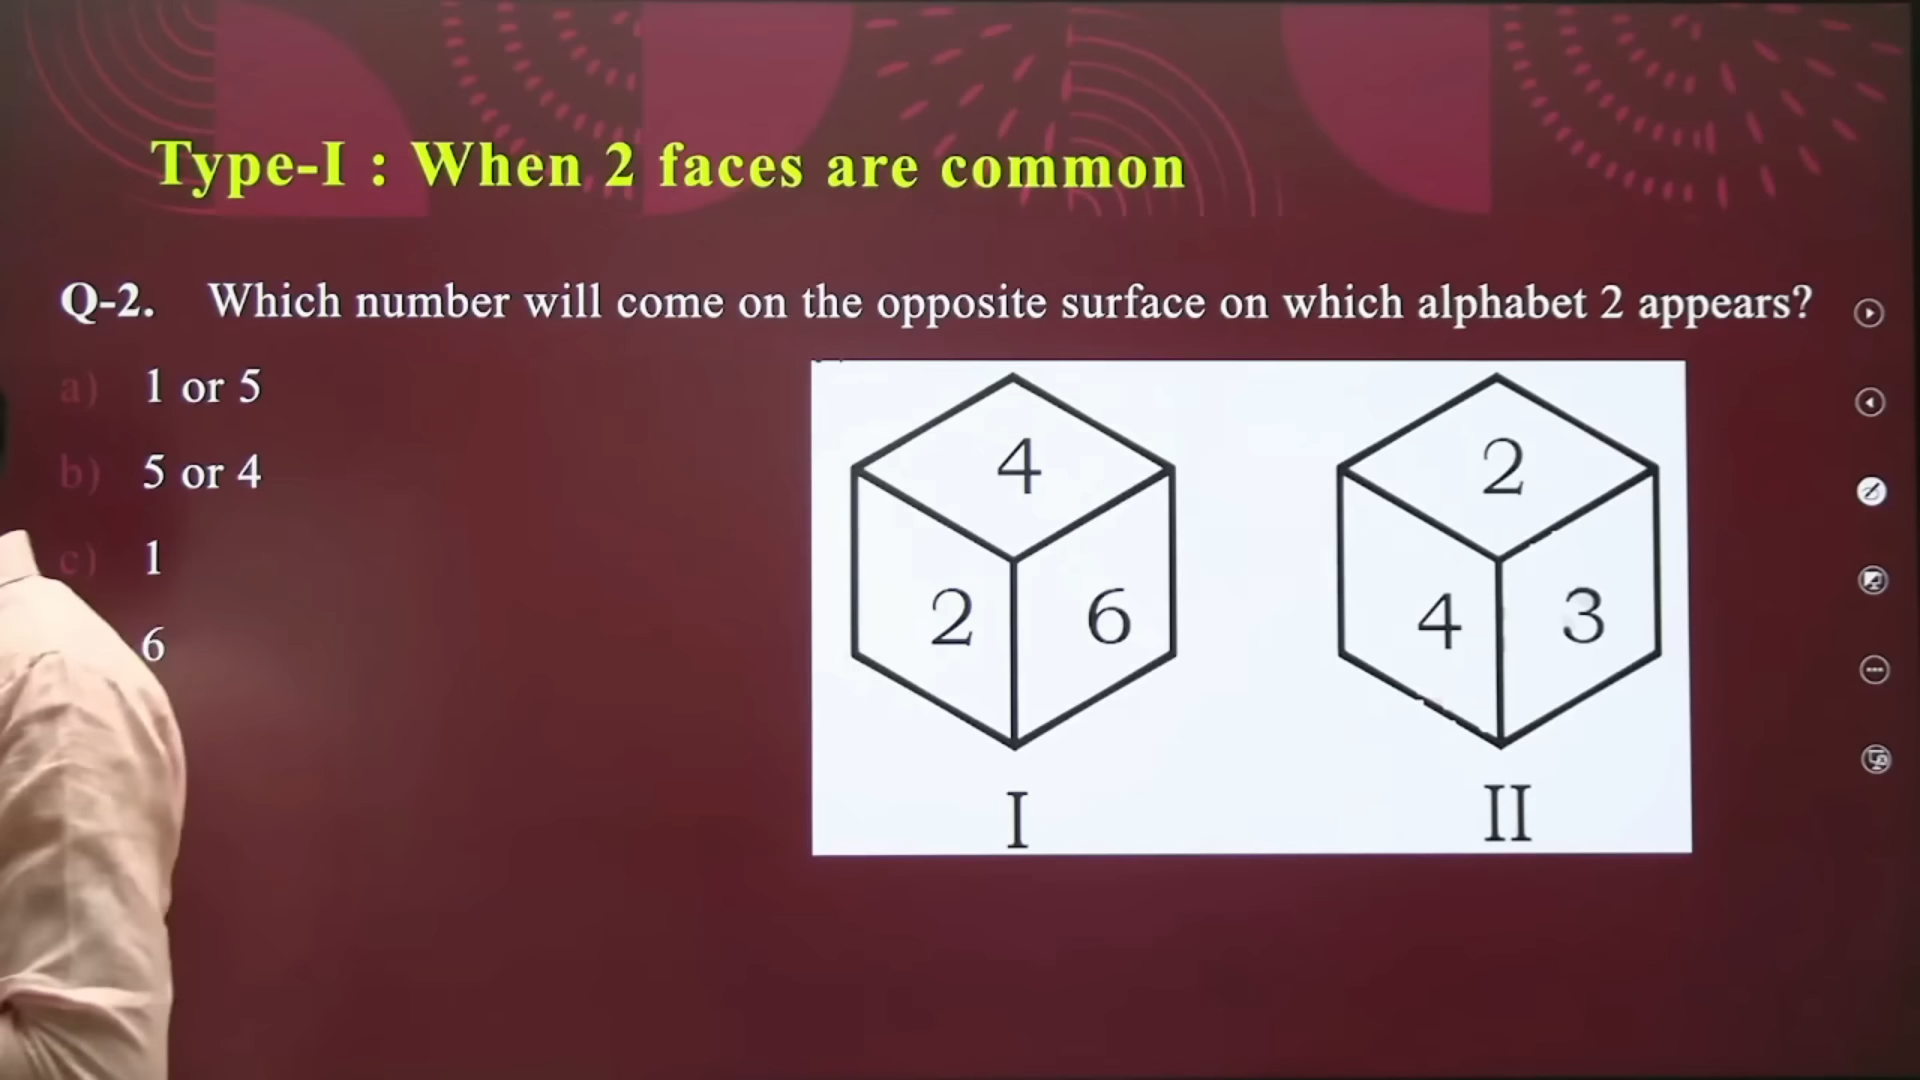 Type-I : When 2 faces are common
Q-2. Which number will come on the opposite surface on which alphabet 2 appears?
a) 1 or 5
b) 5 or 4
c) 1
6
4
2 6
I
2
4 3
II